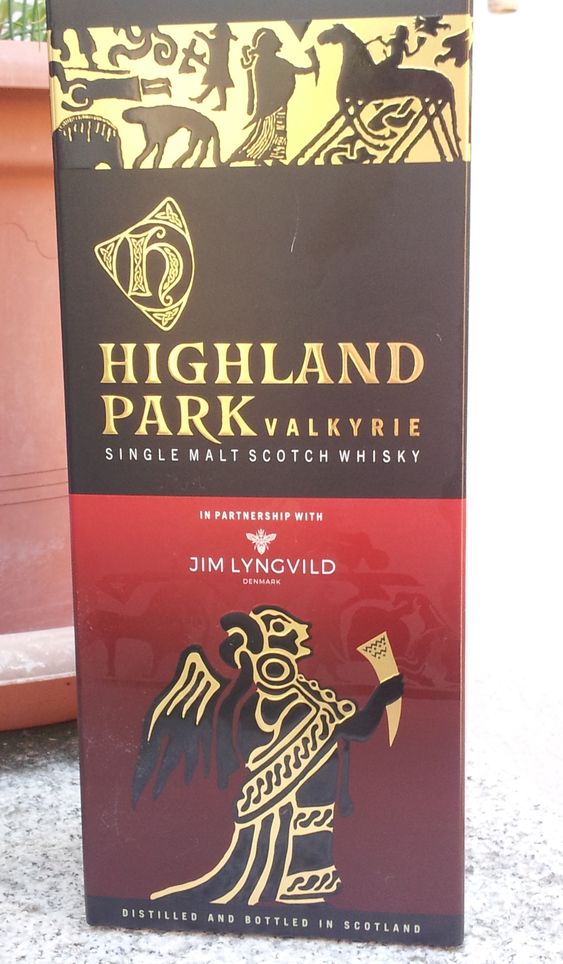 H
HIGHLAND
PARK VALKYRIE
SINGLE MALT SCOTCH WHISKY
IN PARTNERSHIP WITH
JIM LYNGVILD
DENMARK
DISTILLED AND BOTTLED IN SCOTLAND